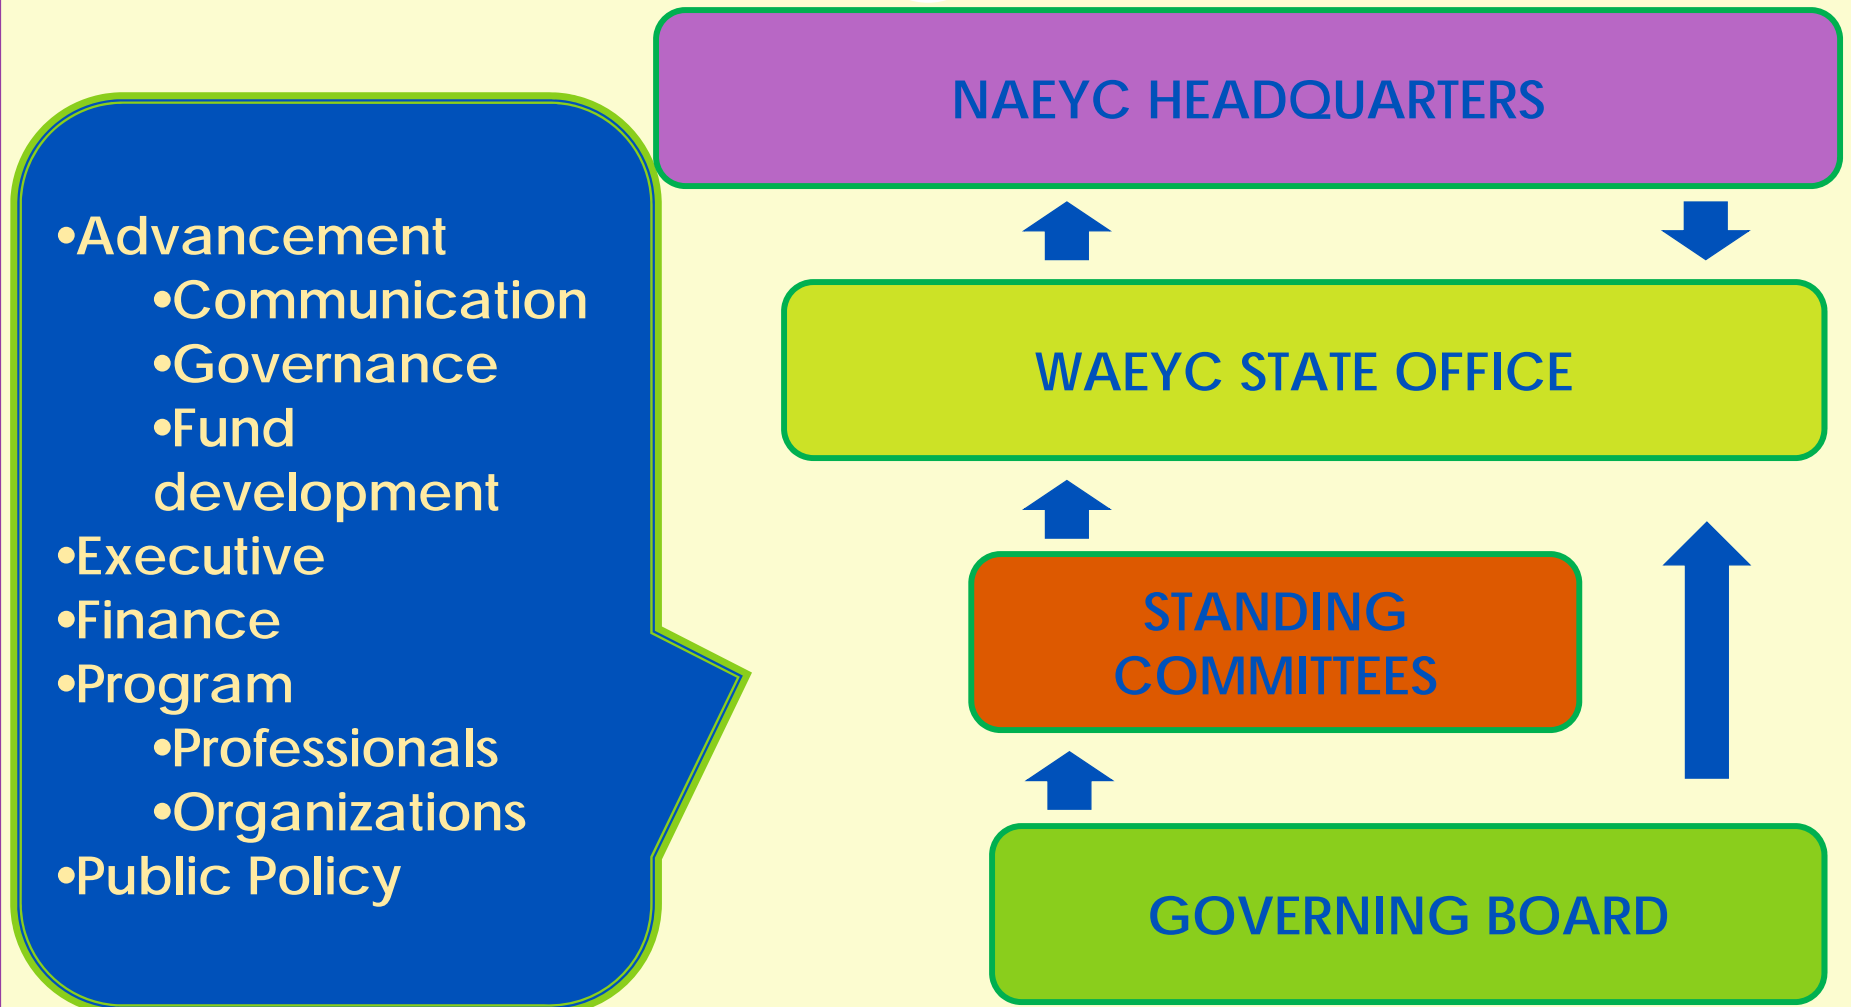 NAEYC HEADQUARTERS
•Advancement
•Communication
•Governance
•Fund
development
•Executive
•Finance
•Program
•Professionals
•Organizations
•Public Policy
WAEYC STATE OFFICE
STANDING
COMMITTEES
GOVERNING BOARD